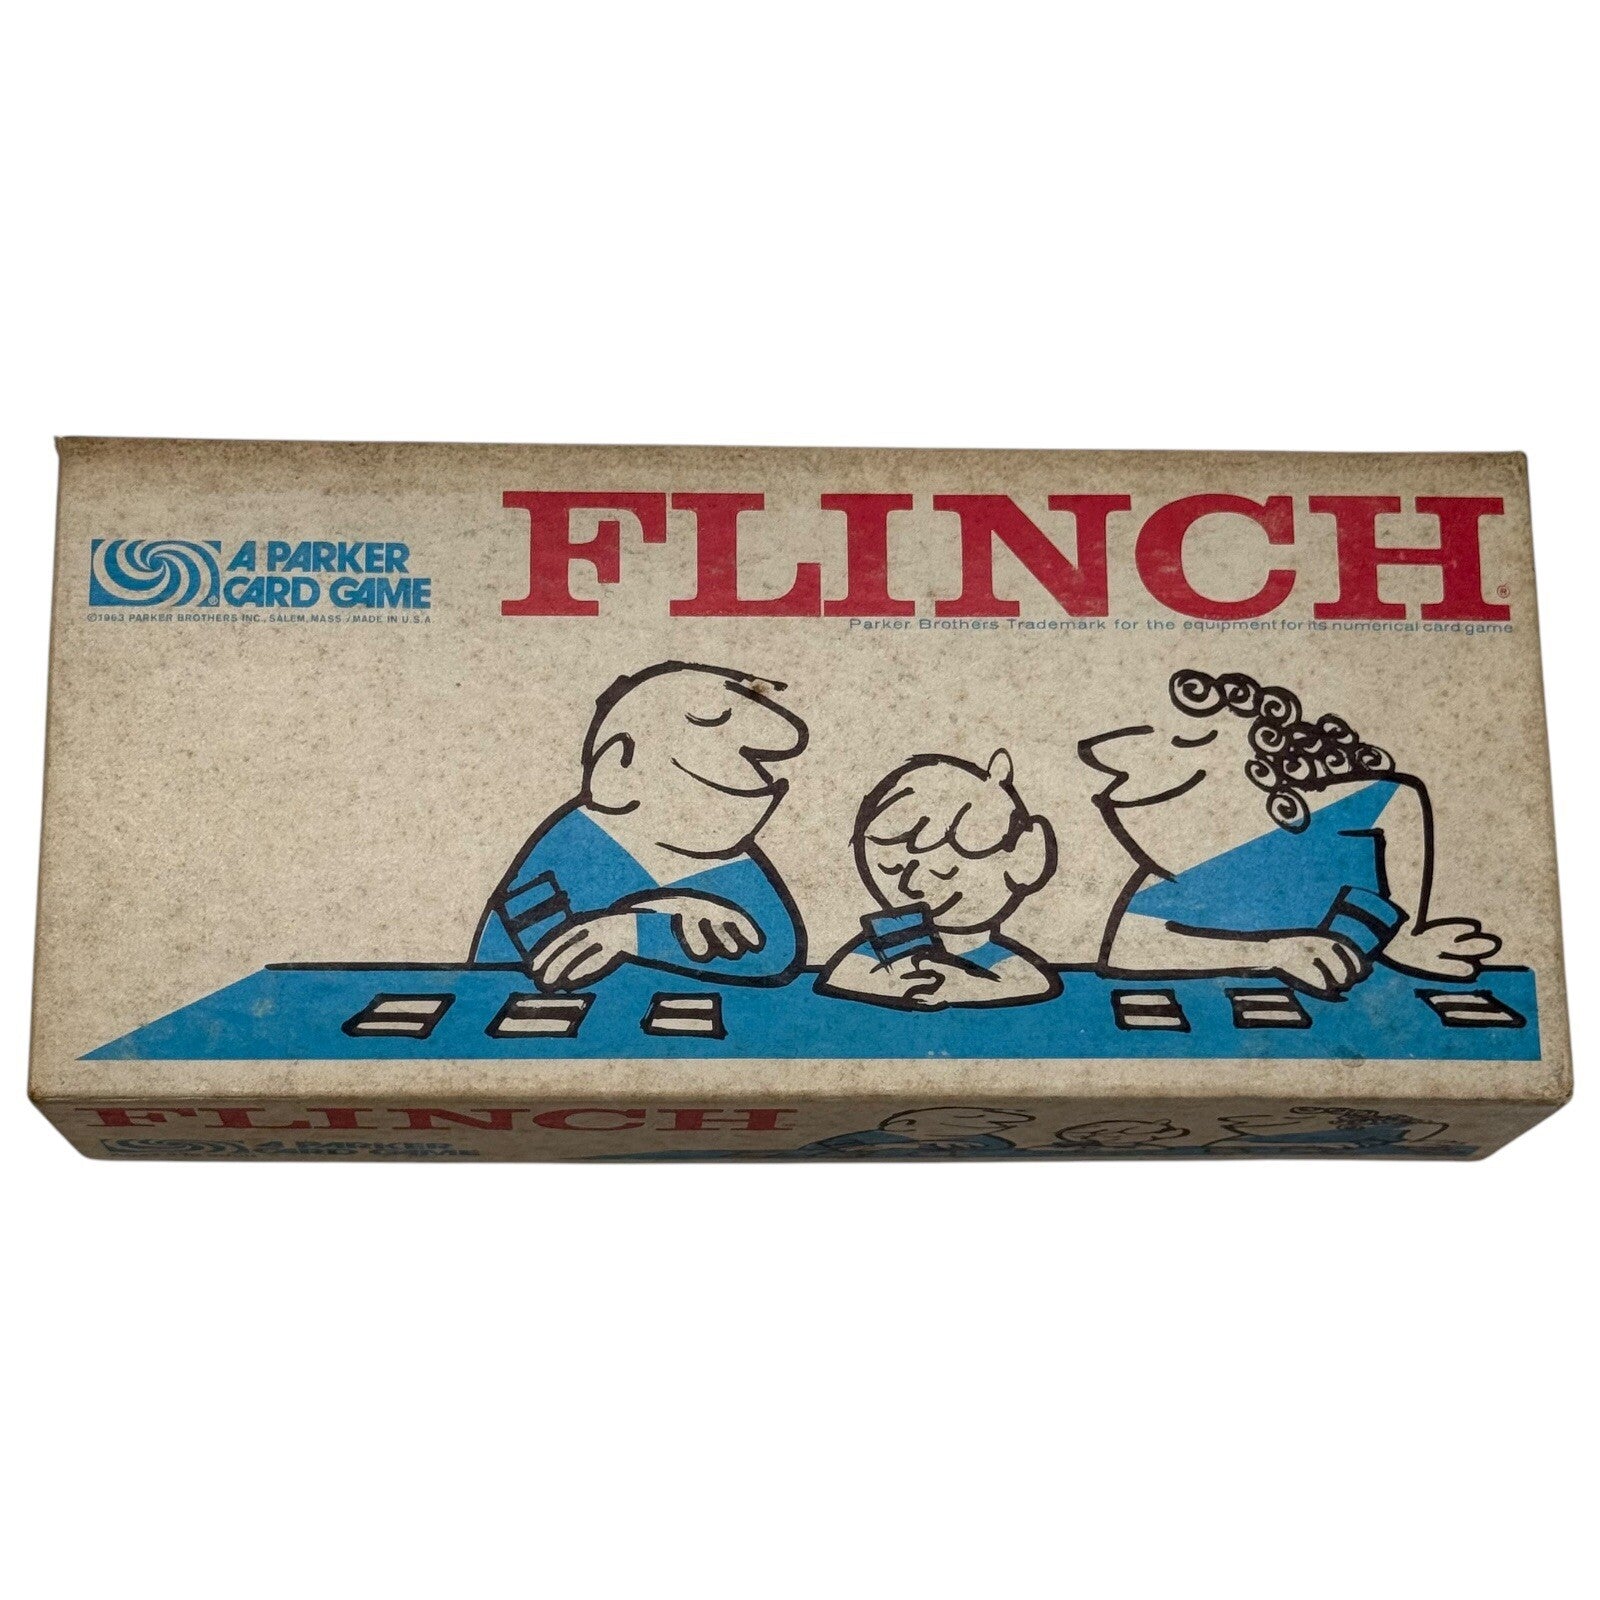 FLINCH®
A PARKER
CARD GAME
©1963 PARKER BROTHERS INC., SALEM, MASS / MADE IN U.S.A
Parker Brothers Trademark for the equipment for its numerical card game
FLINCH
A PARKER
CARD GAME